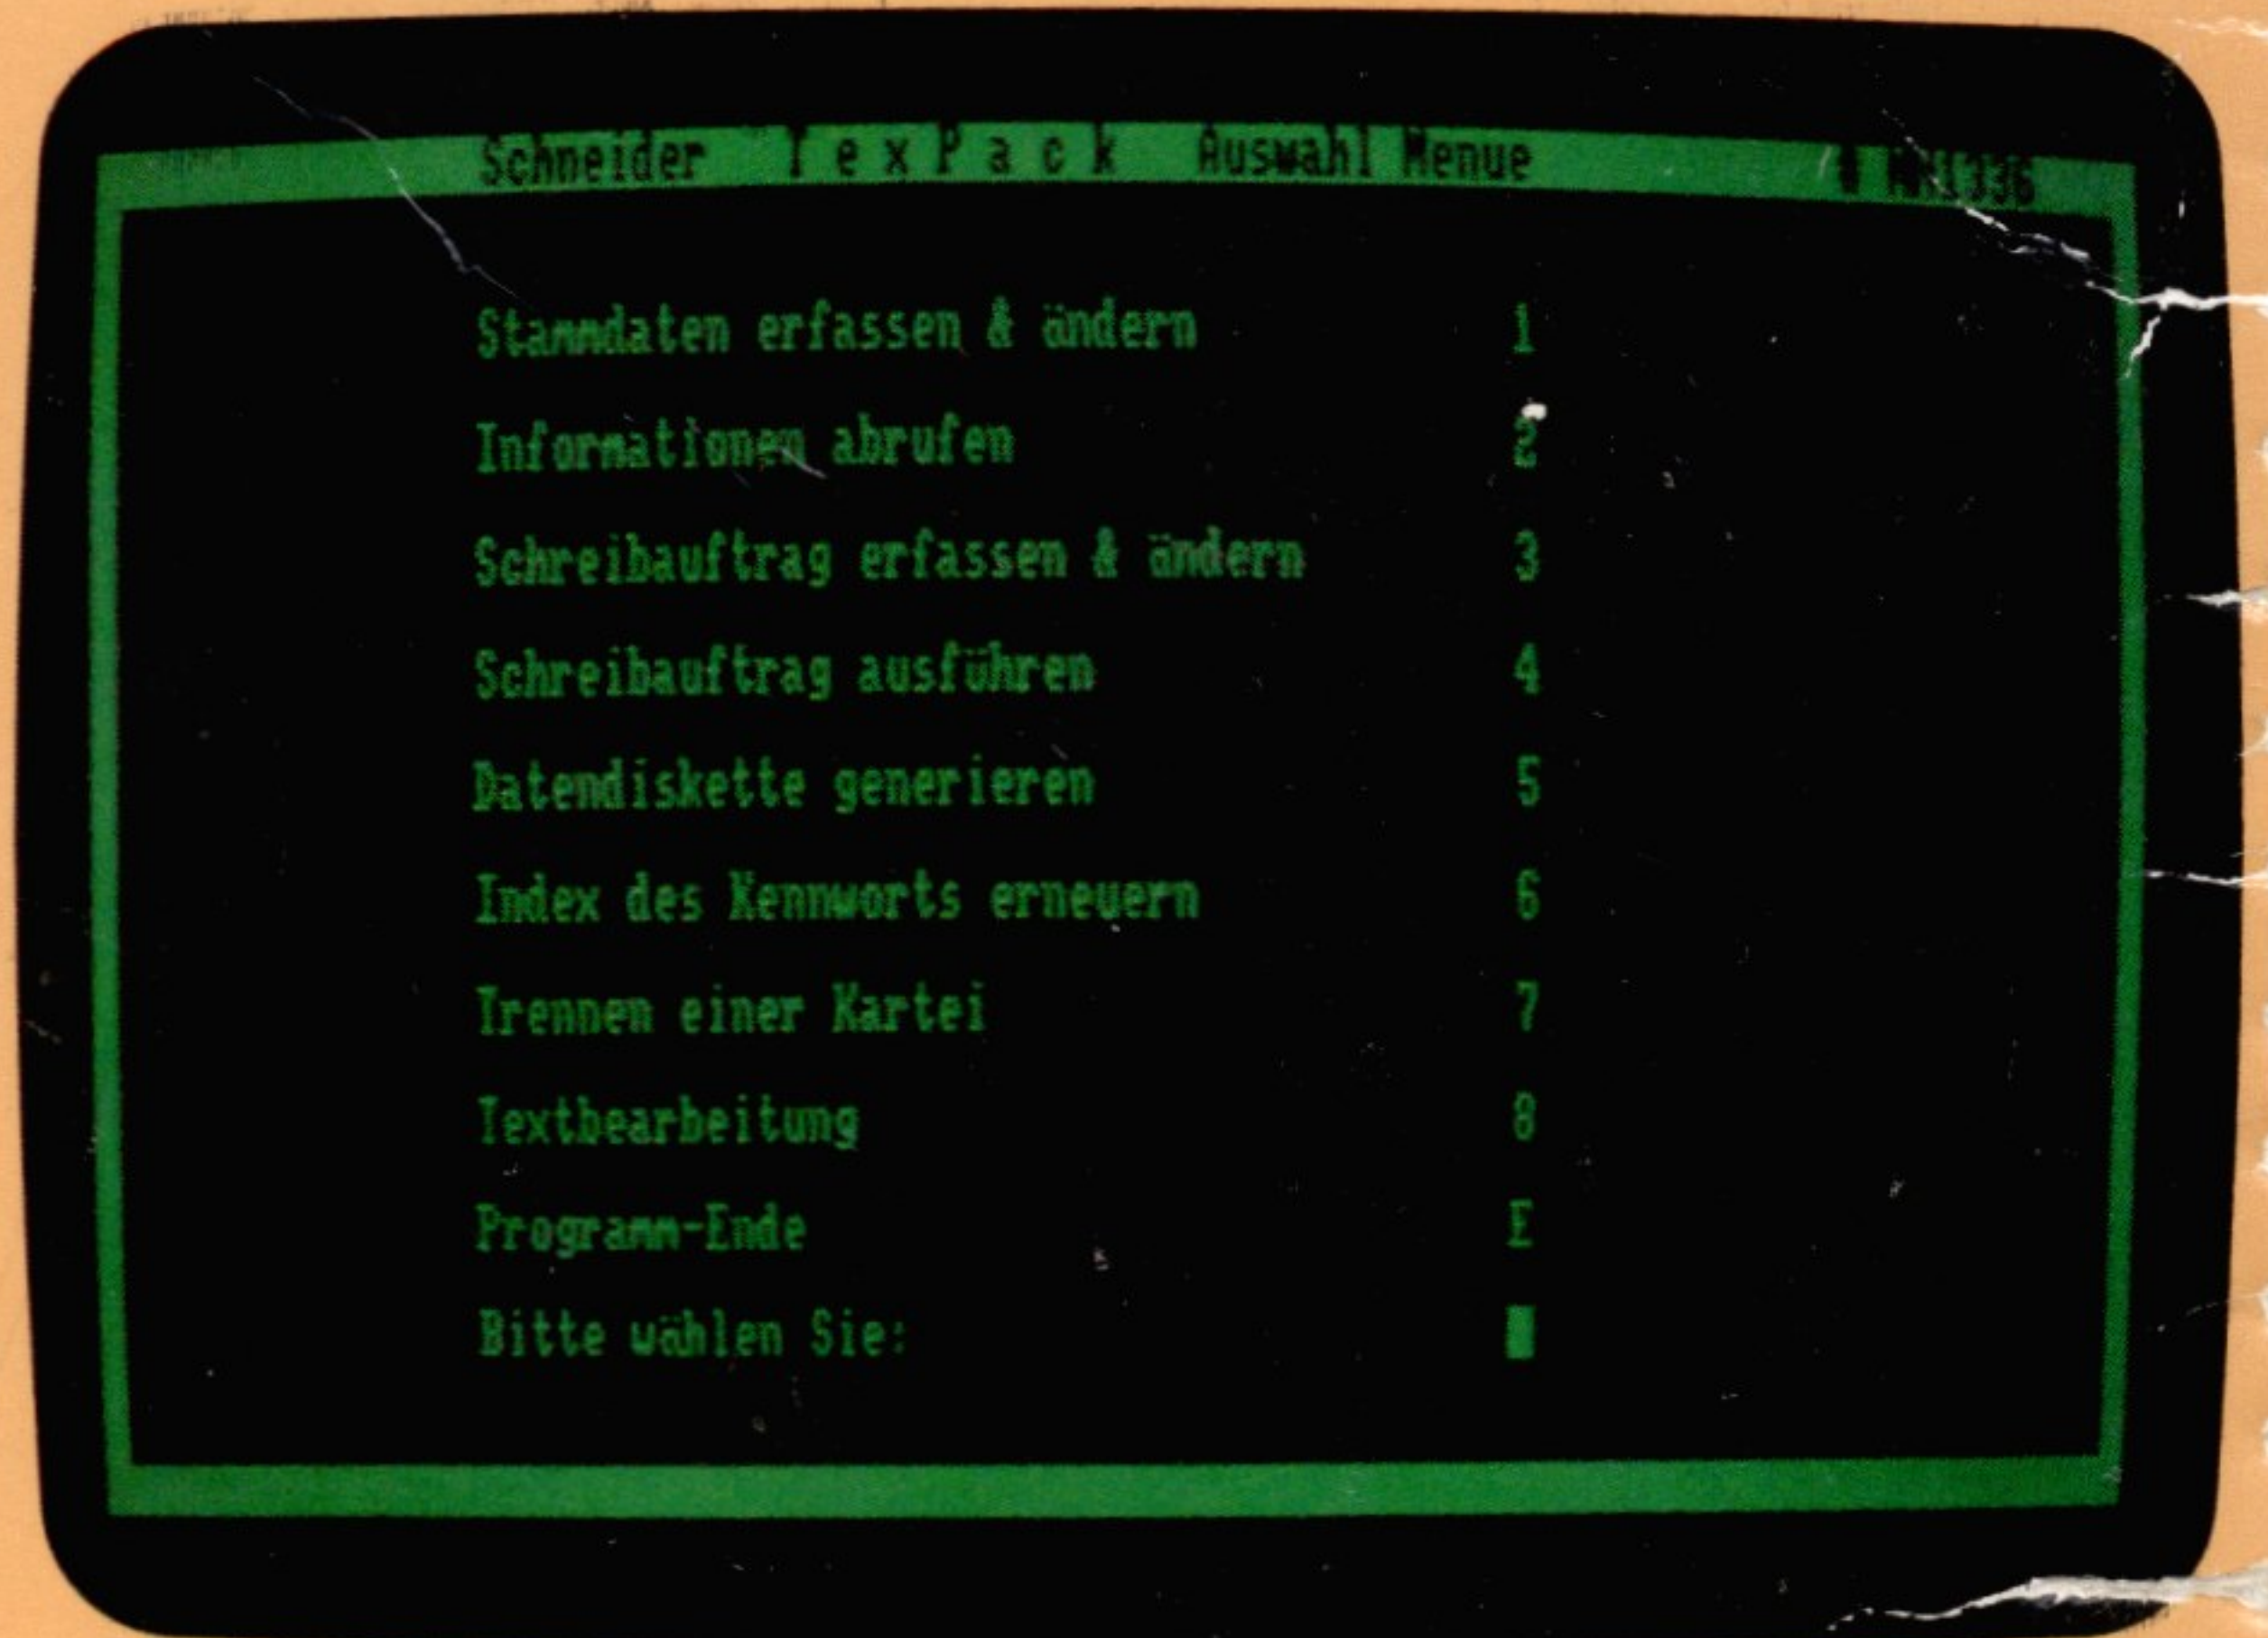 Schneider T e x P a c k Auswahl Menue
Stammdaten erfassen & ändern 1
Informationen abrufen 2
Schreibauftrag erfassen & ändern 3
Schreibauftrag ausführen 4
Datendiskette generieren 5
Index des Kennworts erneuern 6
Trennen einer Kartei 7
Textbearbeitung 8
Programm-Ende E
Bitte wählen Sie: